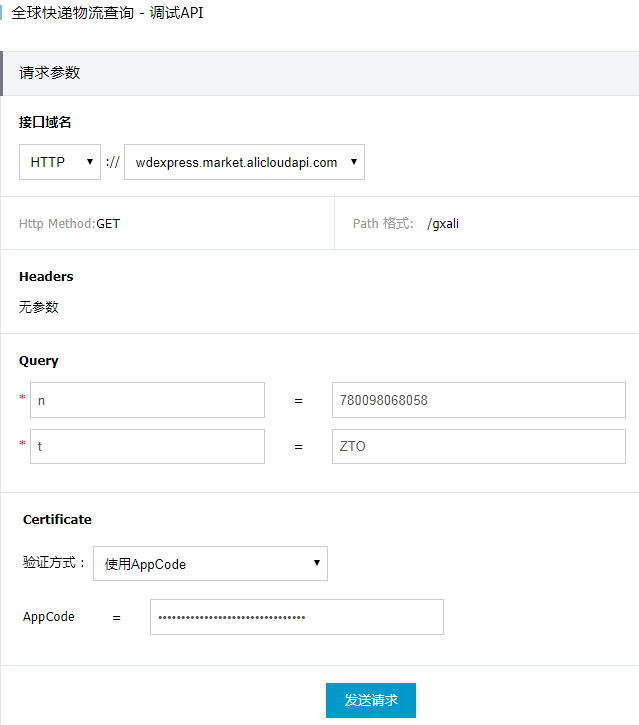 全球快递物流查询 - 调试API
请求参数
接口域名
HTTP :// wdexpress.market.alicloudapi.com
Http Method:GET Path 格式: /gxali
Headers
无参数
Query
* n = 780098068058
* t = ZTO
Certificate
验证方式： 使用AppCode
AppCode = ••••••••••••••••••••••••••••••••
发送请求